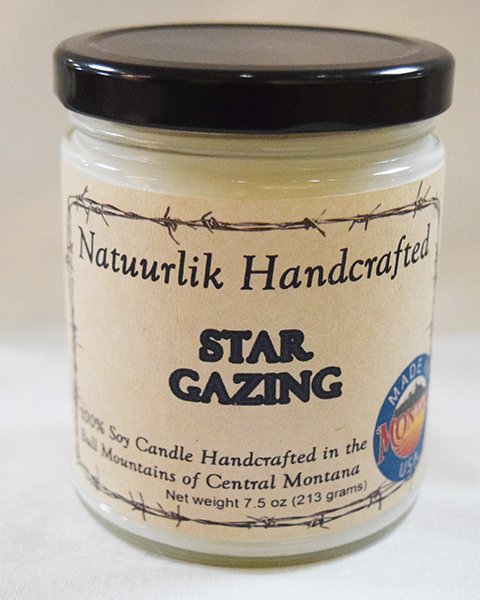 Natuurlik Handcrafted
STAR
GAZING
100% Soy Candle Handcrafted in the
Bull Mountains of Central Montana
Net weight 7.5 oz (213 grams)
MADE
USA